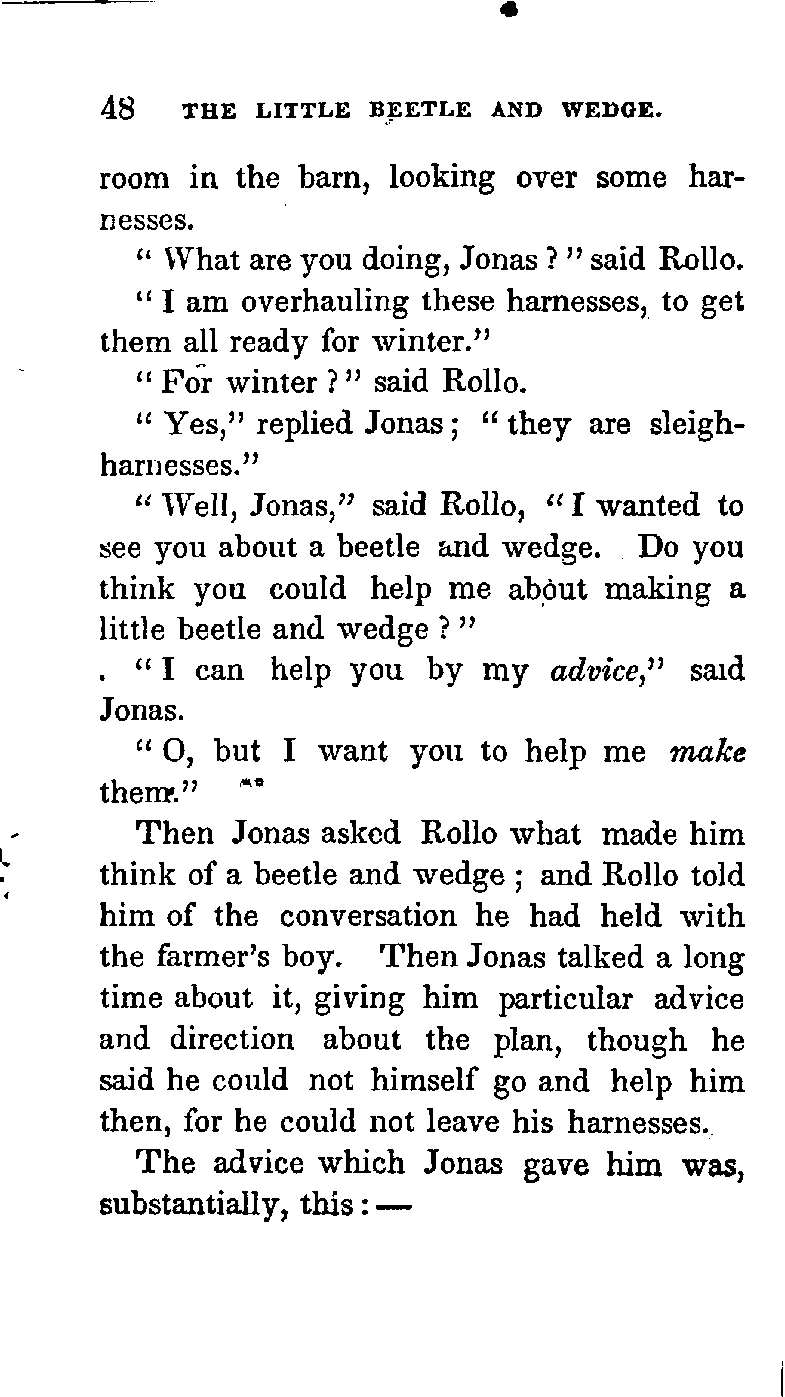 48 THE LITTLE BEETLE AND WEDGE.
room in the barn, looking over some har-
nesses.
“ What are you doing, Jonas ? ” said Rollo.
“ I am overhauling these harnesses, to get
them all ready for winter.”
“ For winter ? ” said Rollo.
“ Yes,” replied Jonas ; “ they are sleigh-
harnesses.”
“ Well, Jonas,” said Rollo, “ I wanted to
see you about a beetle and wedge. Do you
think you could help me about making a
little beetle and wedge ? ”
“ I can help you by my advice,” said
Jonas.
“ O, but I want you to help me make
them.”
Then Jonas asked Rollo what made him
think of a beetle and wedge ; and Rollo told
him of the conversation he had held with
the farmer’s boy. Then Jonas talked a long
time about it, giving him particular advice
and direction about the plan, though he
said he could not himself go and help him
then, for he could not leave his harnesses.
The advice which Jonas gave him was,
substantially, this : —